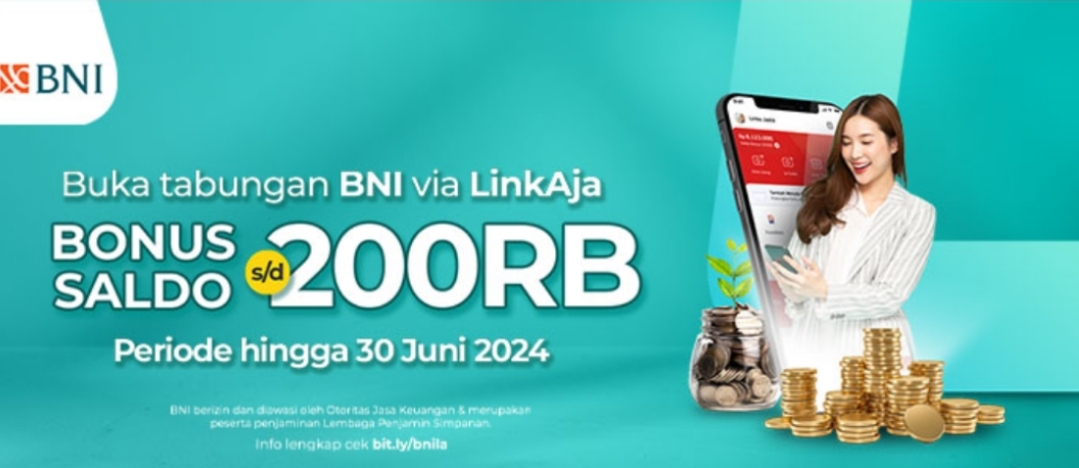 BNI
Buka tabungan BNI via LinkAja
BONUS
SALDO s/d 200RB
Periode hingga 30 Juni 2024
BNI berizin dan diawasi oleh Otoritas Jasa Keuangan & merupakan
peserta penjaminan Lembaga Penjamin Simpanan.
Info lengkap cek bit.ly/bnila